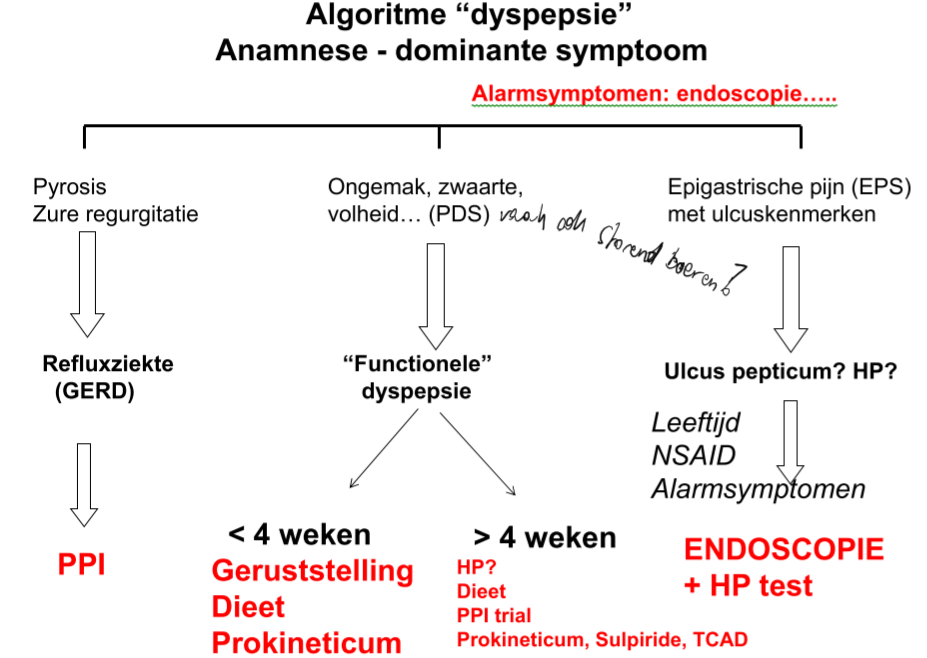 Algoritme “dyspepsie”
Anamnese - dominante symptoom
Alarmsymptomen: endoscopie…..
Pyrosis
Zure regurgitatie
Ongemak, zwaarte,
volheid… (PDS) vaak ook storend boeren!
Epigastrische pijn (EPS)
met ulcuskenmerken
Refluxziekte
(GERD)
“Functionele”
dyspepsie
Ulcus pepticum? HP?
Leeftijd
NSAID
Alarmsymptomen
PPI
< 4 weken
Geruststelling
Dieet
Prokineticum
> 4 weken
HP?
Dieet
PPI trial
Prokineticum, Sulpiride, TCAD
ENDOSCOPIE
+ HP test